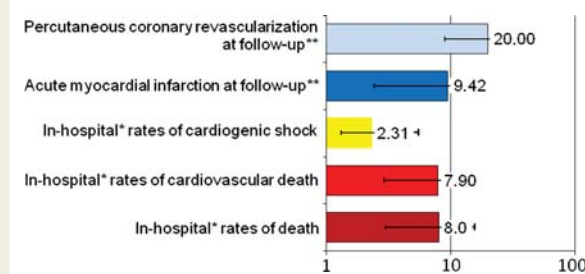 Percutaneous coronary revascularization
at follow-up**
20.00
Acute myocardial infarction at follow-up**
9.42
In-hospital* rates of cardiogenic shock
2.31
In-hospital* rates of cardiovascular death
7.90
In-hospital* rates of death
8.0
1 10 100